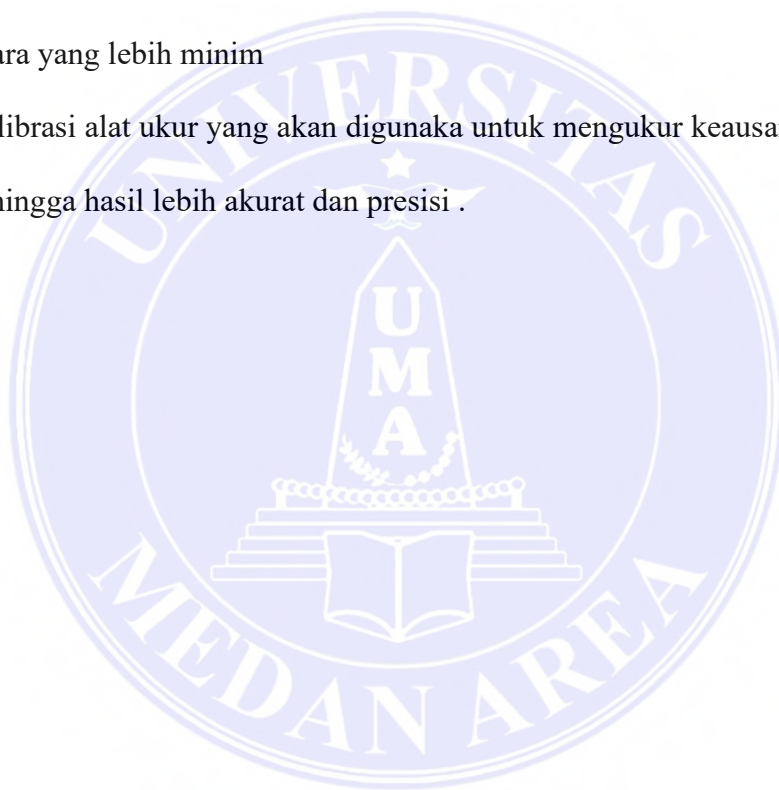 ara yang lebih minim
librasi alat ukur yang akan digunaka untuk mengukur keausa
hingga hasil lebih akurat dan presisi .
UNIVERSITAS
U
M
A
MEDAN AREA